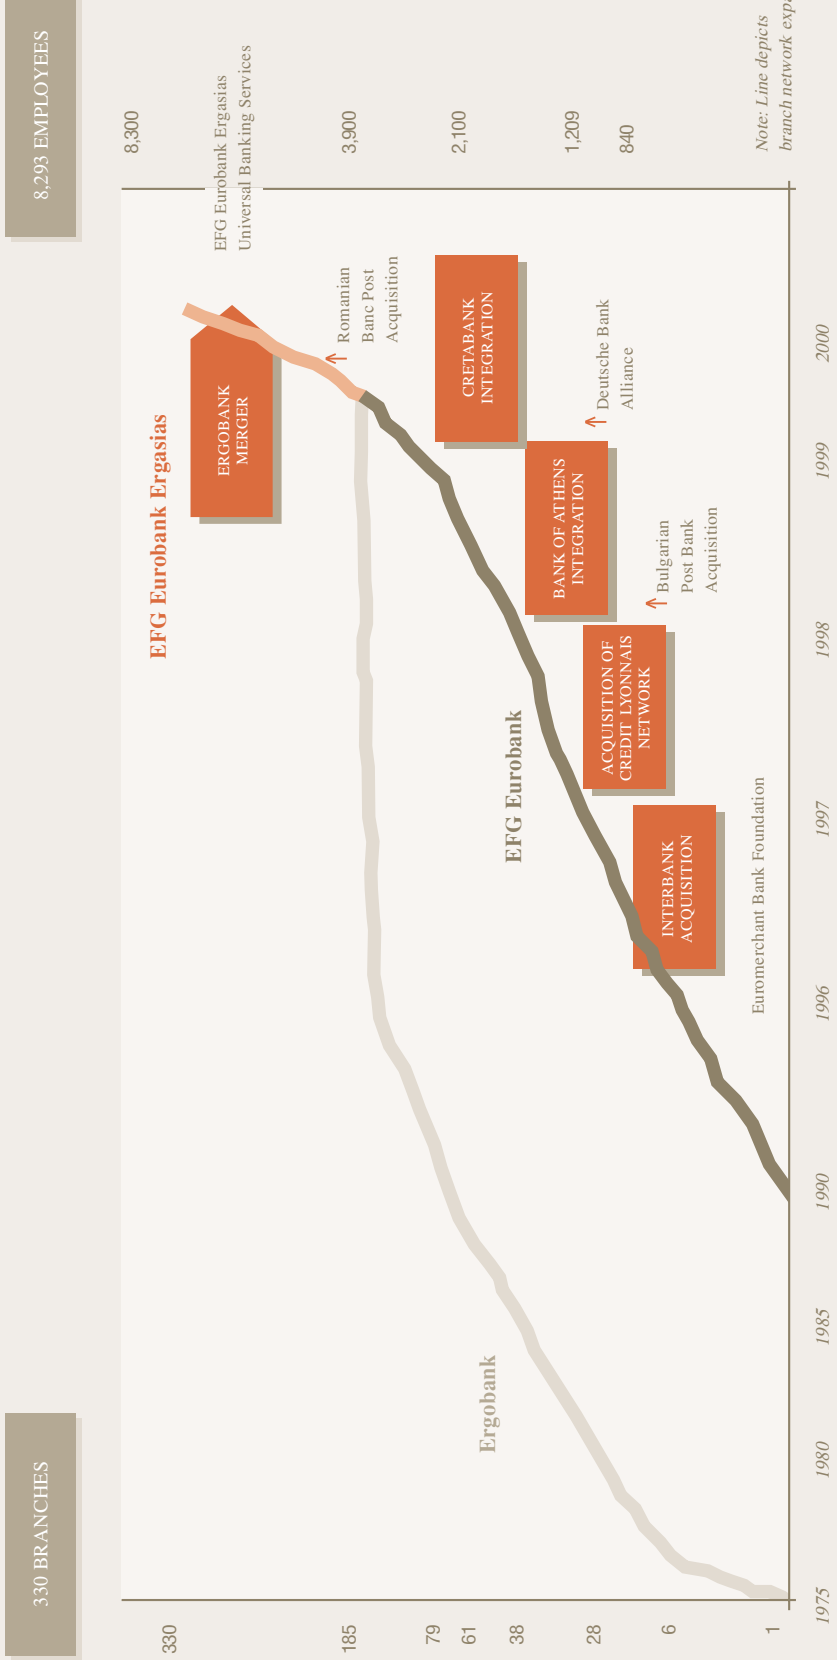 330 BRANCHES
8,293 EMPLOYEES
EFG Eurobank Ergasias
EFG Eurobank Ergasias
Universal Banking Services
330
185
79
61
38
28
6
1
8,300
3,900
2,100
1,209
840
ERGOBANK
MERGER
Romanian
Banc Post
Acquisition
CRETABANK
INTEGRATION
Ergobank
EFG Eurobank
BANK OF ATHENS
INTEGRATION
Deutsche Bank
Alliance
ACQUISITION OF
CREDIT LYONNAIS
NETWORK
Bulgarian
Post Bank
Acquisition
INTERBANK
ACQUISITION
Euromerchant Bank Foundation
Note: Line depicts
branch network
1975
1980
1985
1990
1996
1997
1998
1999
2000